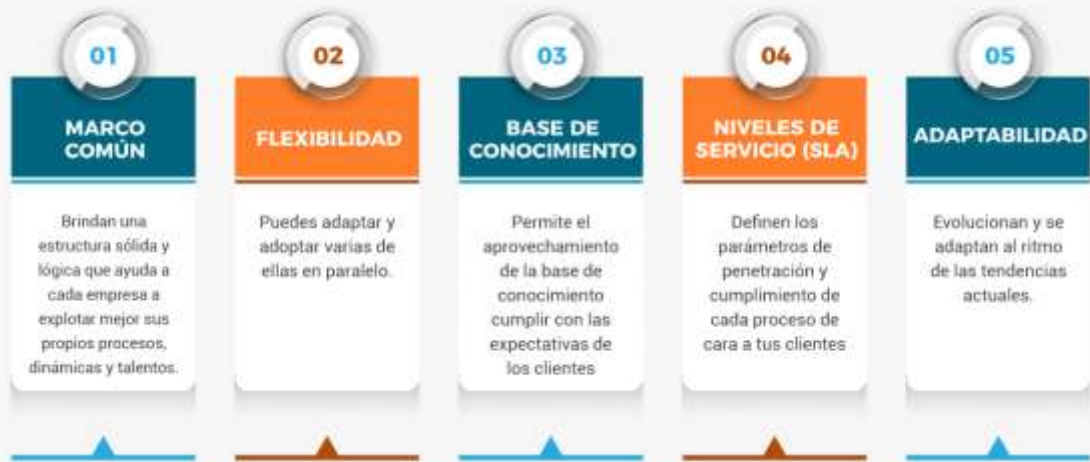 01
MARCO
COMÚN
Brindan una
estructura sólida y
lógica que ayuda a
cada empresa a
explotar mejor sus
propios procesos,
dinámicas y talentos.
02
FLEXIBILIDAD
Puedes adaptar y
adoptar varias de
ellas en paralelo.
03
BASE DE
CONOCIMIENTO
Permite el
aprovechamiento
de la base de
conocimiento
cumplir con las
expectativas de
los clientes
04
NIVELES DE
SERVICIO (SLA)
Definen los
parámetros de
penetración y
cumplimiento de
cada proceso de
cara a tus clientes
05
ADAPTABILIDAD
Evolucionan y se
adaptan al ritmo
de las tendencias
actuales.